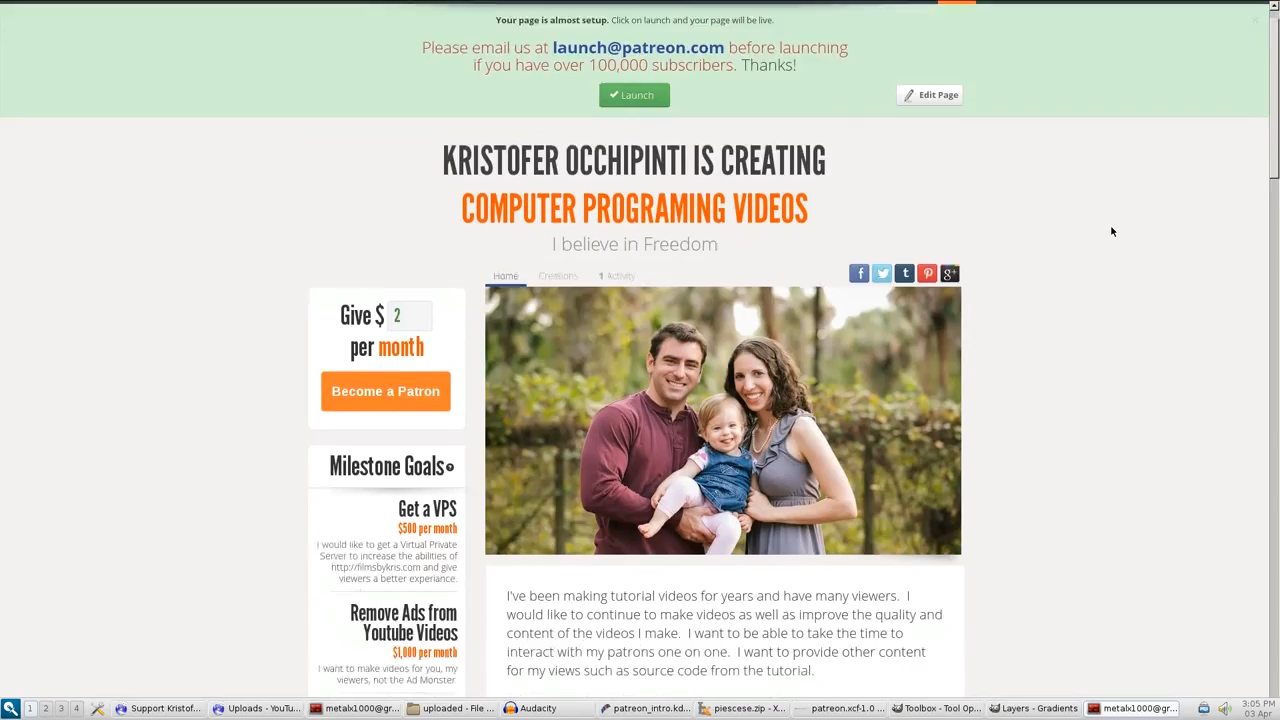 Your page is almost setup. Click on launch and your page will be live.
Please email us at launch@patreon.com before launching
if you have over 100,000 subscribers. Thanks!
Launch
Edit Page
KRISTOFER OCCHIPINTI IS CREATING
COMPUTER PROGRAMING VIDEOS
I believe in Freedom
Home Creations 1 Activity
Give $ 2
per month
Become a Patron
Milestone Goals
Get a VPS
$500 per month
I would like to get a Virtual Private
Server to increase the abilities of
http://filmsbykris.com and give
viewers a better experiance.
Remove Ads from
Youtube Videos
$1,000 per month
I want to make videos for you, my
viewers, not the Ad Monster
I've been making tutorial videos for years and have many viewers. I
would like to continue to make videos as well as improve the quality and
content of the videos I make. I want to be able to take the time to
interact with my patrons one on one. I want to provide other content
for my views such as source code from the tutorial.
1 2 3 4 Support Kristof... Uploads - YouTu... metalx1000@gr... uploaded - File ... Audacity patreon_intro.kd... piescese.zip - X... patreon.xcf-1.0 ... Toolbox - Tool Op... Layers - Gradients metalx1000@gr... 3:05 PM
03 Apr